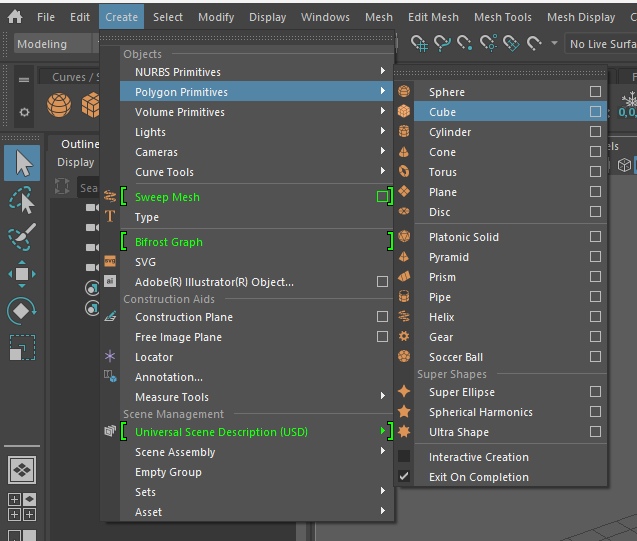 File Edit Create Select Modify Display Windows Mesh Edit Mesh Mesh Tools Mesh Display
Modeling
No Live Surfa
Objects
Curves / S
NURBS Primitives
Polygon Primitives
Sphere
Volume Primitives
Cube
0,0,
Lights
Cylinder
Outline
Cameras
Cone
els
Display
Curve Tools
Torus
Sea
Sweep Mesh
Plane
Type
Disc
Bifrost Graph
Platonic Solid
SVG
svg
Pyramid
Adobe(R) Illustrator(R) Object...
ai
Prism
Construction Aids
Pipe
Construction Plane
Helix
Free Image Plane
Gear
Locator
Soccer Ball
Annotation...
Super Shapes
Measure Tools
Super Ellipse
Scene Management
Spherical Harmonics
Universal Scene Description (USD)
Ultra Shape
Scene Assembly
Interactive Creation
Empty Group
Exit On Completion
Sets
Asset